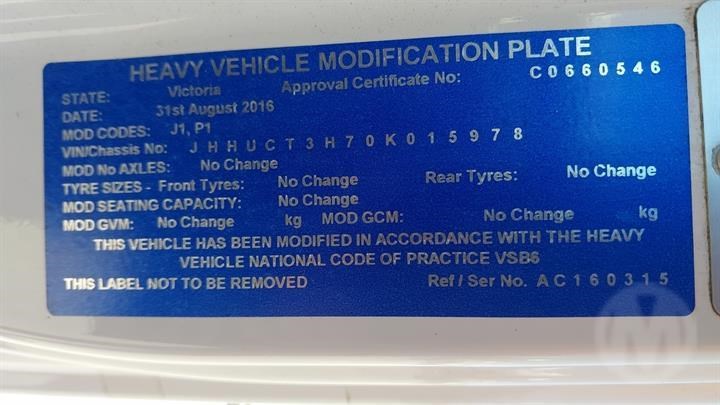 HEAVY VEHICLE MODIFICATION PLATE
STATE: Victoria Approval Certificate No: C0660546
DATE: 31st August 2016
MOD CODES: J1, P1
VIN/Chassis No: JHHUCT3H70K015978
MOD No AXLES: No Change
TYRE SIZES - Front Tyres: No Change Rear Tyres: No Change
MOD SEATING CAPACITY: No Change
MOD GVM: No Change kg MOD GCM: No Change kg
THIS VEHICLE HAS BEEN MODIFIED IN ACCORDANCE WITH THE HEAVY
VEHICLE NATIONAL CODE OF PRACTICE VSB6
THIS LABEL NOT TO BE REMOVED Ref / Ser No. AC160315
M